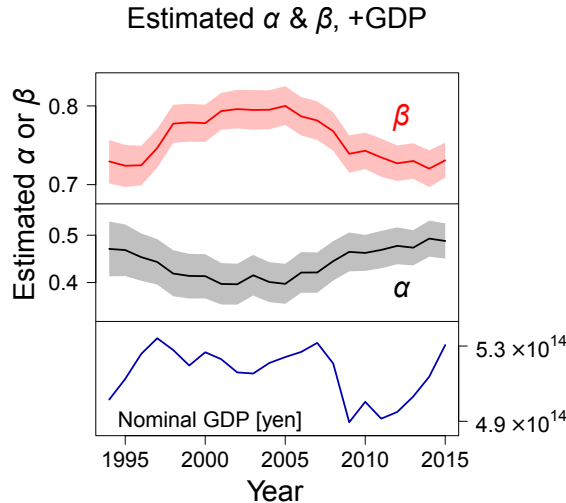 Estimated α & β, +GDP
Estimated α or β
0.8
0.7
β
0.5
0.4
α
5.3 ×10¹⁴
4.9 ×10¹⁴
Nominal GDP [yen]
1995 2000 2005 2010 2015
Year